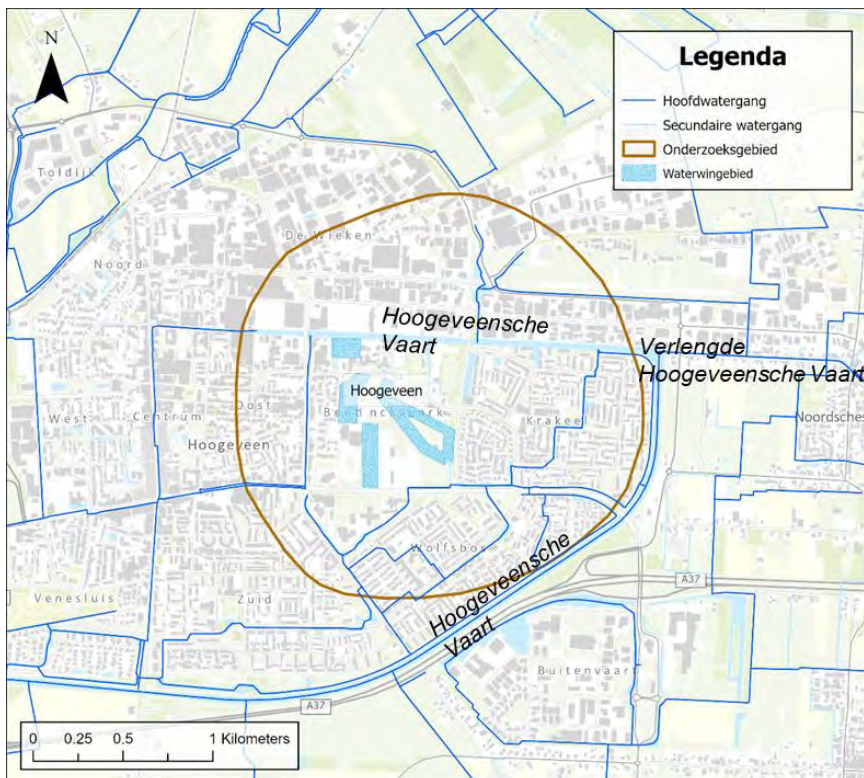 N
Legenda
Hoofdwatergang
Secundaire watergang
Onderzoeksgebied
Waterwingebied
Toldijk
De Wieken
Noord
Hoogeveensche
Vaart
Verlengde
Hoogeveensche Vaart
Hoogeveen
West
Centrum
Oost
Krakeel
Noordsches
Hoogeveen
Wolfsbos
A37
Venesluis
Zuid
Hoogeveensche
Vaart
Buitenvaart
A37
0 0.25 0.5 1 Kilometers